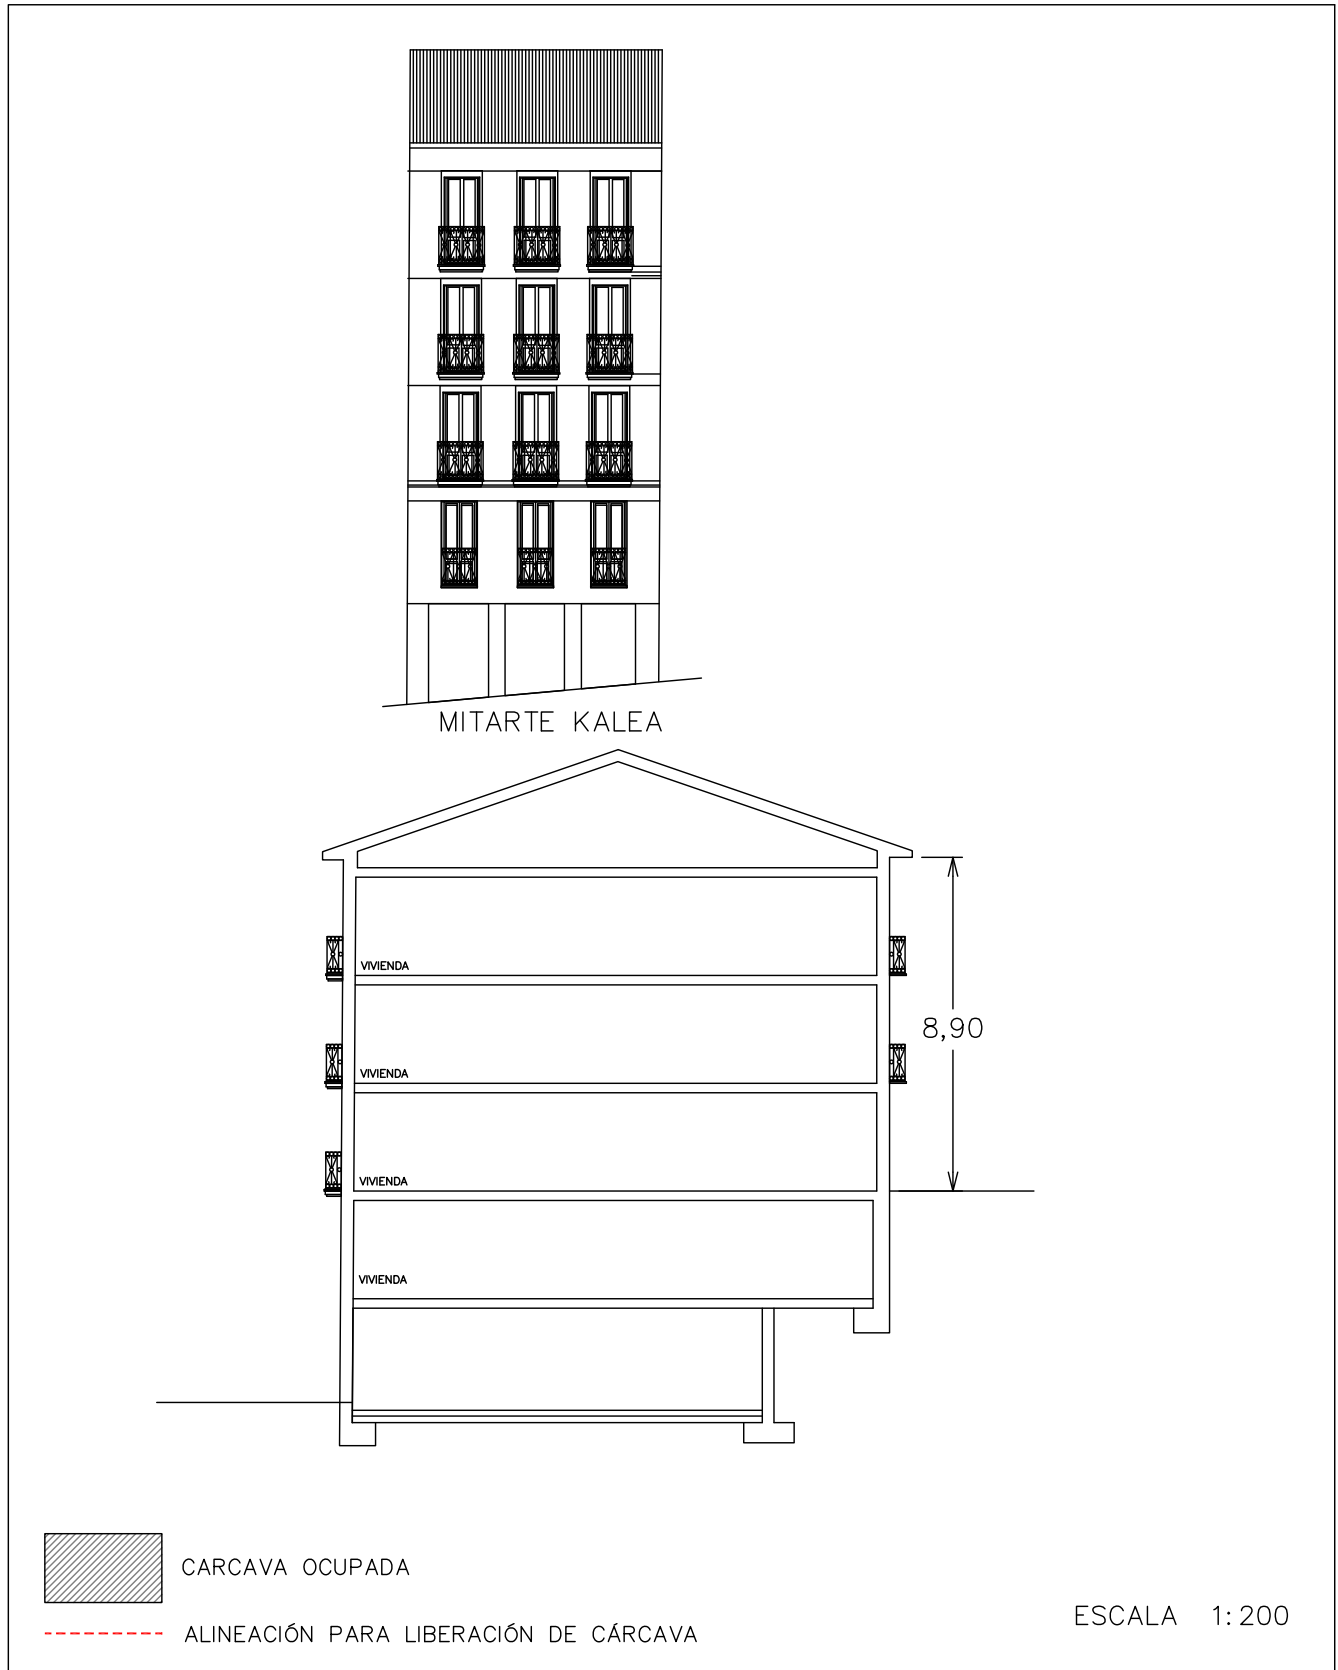 MITARTE KALEA
VIVIENDA
8,90
VIVIENDA
VIVIENDA
VIVIENDA
CARCAVA OCUPADA
ALINEACIÓN PARA LIBERACIÓN DE CÁRCAVA
ESCALA 1:200